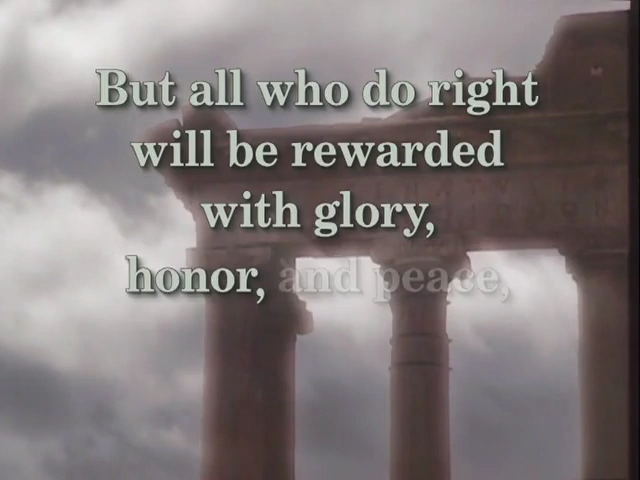 But all who do right
will be rewarded
with glory,
honor, and peace,